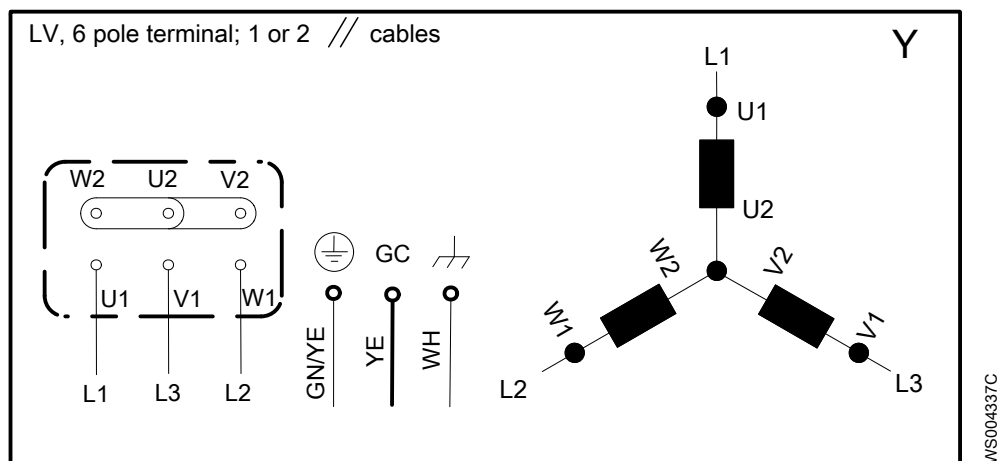 LV, 6 pole terminal; 1 or 2 // cables
Y
W2 U2 V2
U1 V1 W1
L1 L3 L2
GC
GN/YE
YE
WH
L1
U1
U2
W2
V2
W1
V1
L2
L3
WS004337C